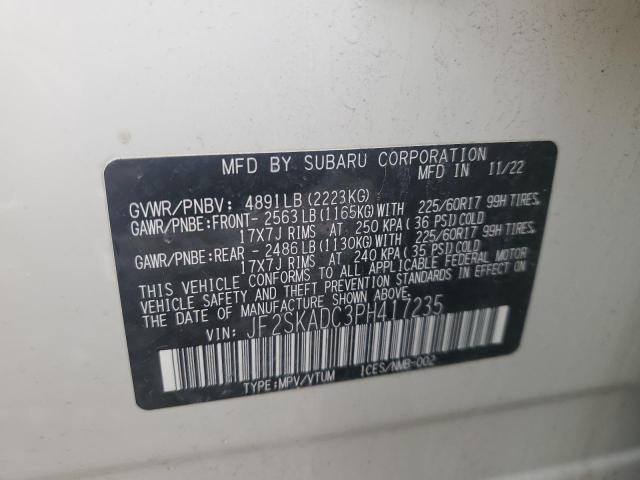 MFD BY SUBARU CORPORATION
MFD IN 11/22
GVWR/PNBV: 4891LB (2223KG)
GAWR/PNBE:FRONT- 2563LB (1165KG)WITH 225/60R17 99H TIRES,
17X7J RIMS AT 250 KPA (36 PSI)COLD
GAWR/PNBE:REAR - 2486LB (1130KG)WITH 225/60R17 99H TIRES,
17X7J RIMS AT 240 KPA (35 PSI)COLD
THIS VEHICLE CONFORMS TO ALL APPLICABLE FEDERAL MOTOR
VEHICLE SAFETY AND THEFT PREVENTION STANDARDS IN EFFECT ON
THE DATE OF MANUFACTURE SHOWN ABOVE.
VIN: JF2SKADC3PH417235
TYPE:MPV/VTUM ICES/NMB-002